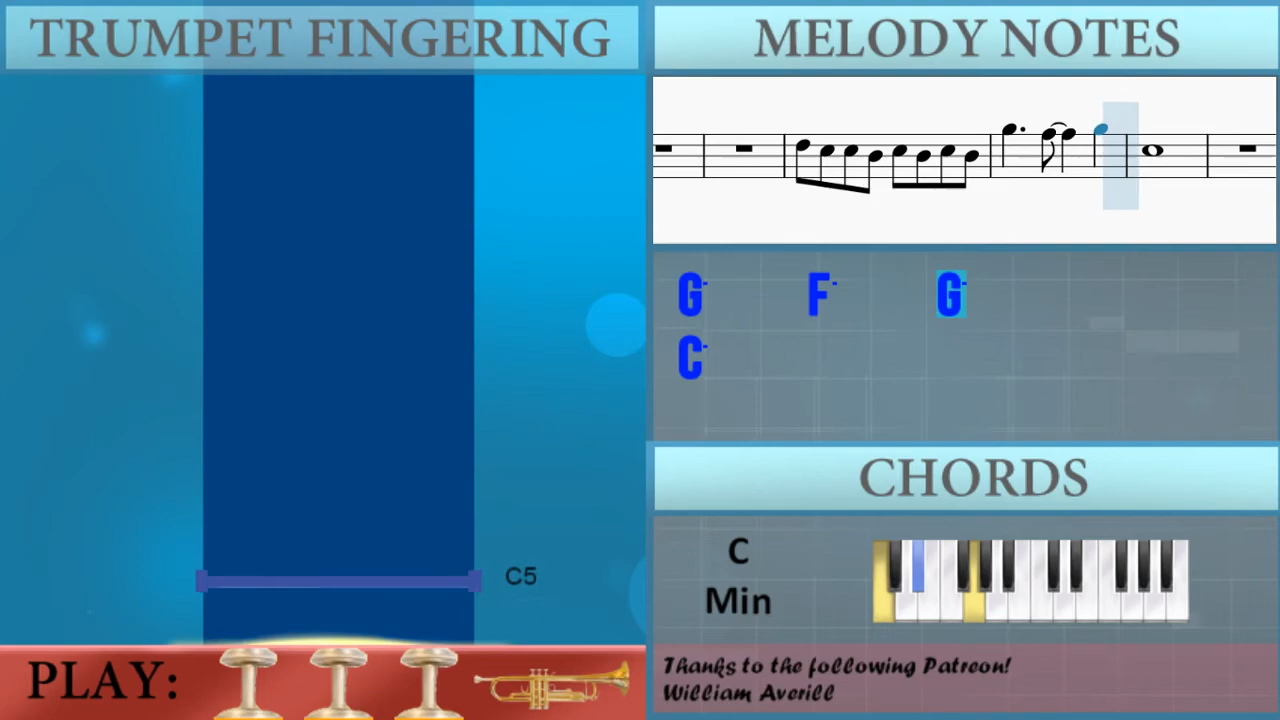 TRUMPET FINGERING
MELODY NOTES
G- F- G-
C-
CHORDS
C5
C
Min
PLAY:
Thanks to the following Patreon!
William Averill